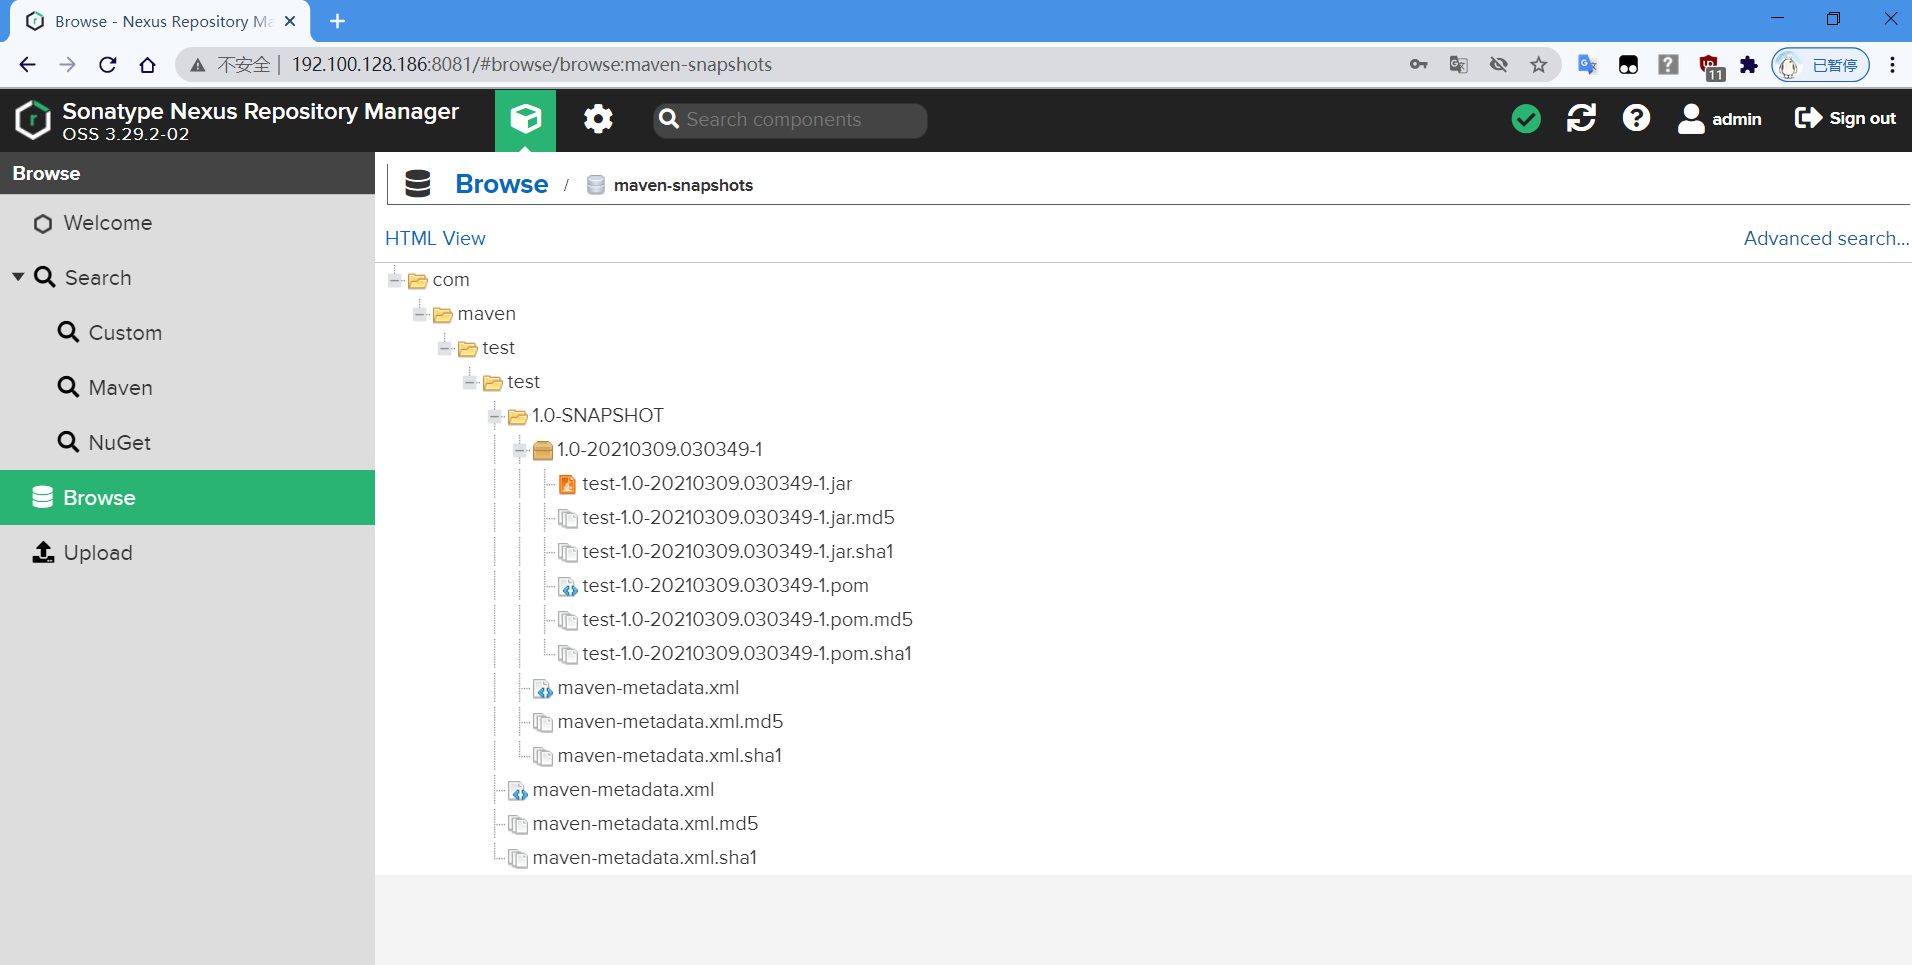 Browse - Nexus Repository Ma
不安全 | 192.100.128.186:8081/#browse/browse:maven-snapshots
11
已暂停
Sonatype Nexus Repository Manager
OSS 3.29.2-02
Search components
admin
Sign out
Browse
Welcome
Search
Custom
Maven
NuGet
Browse
Upload
Browse / maven-snapshots
HTML View
Advanced search...
com
maven
test
test
1.0-SNAPSHOT
1.0-20210309.030349-1
test-1.0-20210309.030349-1.jar
test-1.0-20210309.030349-1.jar.md5
test-1.0-20210309.030349-1.jar.sha1
test-1.0-20210309.030349-1.pom
test-1.0-20210309.030349-1.pom.md5
test-1.0-20210309.030349-1.pom.sha1
maven-metadata.xml
maven-metadata.xml.md5
maven-metadata.xml.sha1
maven-metadata.xml
maven-metadata.xml.md5
maven-metadata.xml.sha1